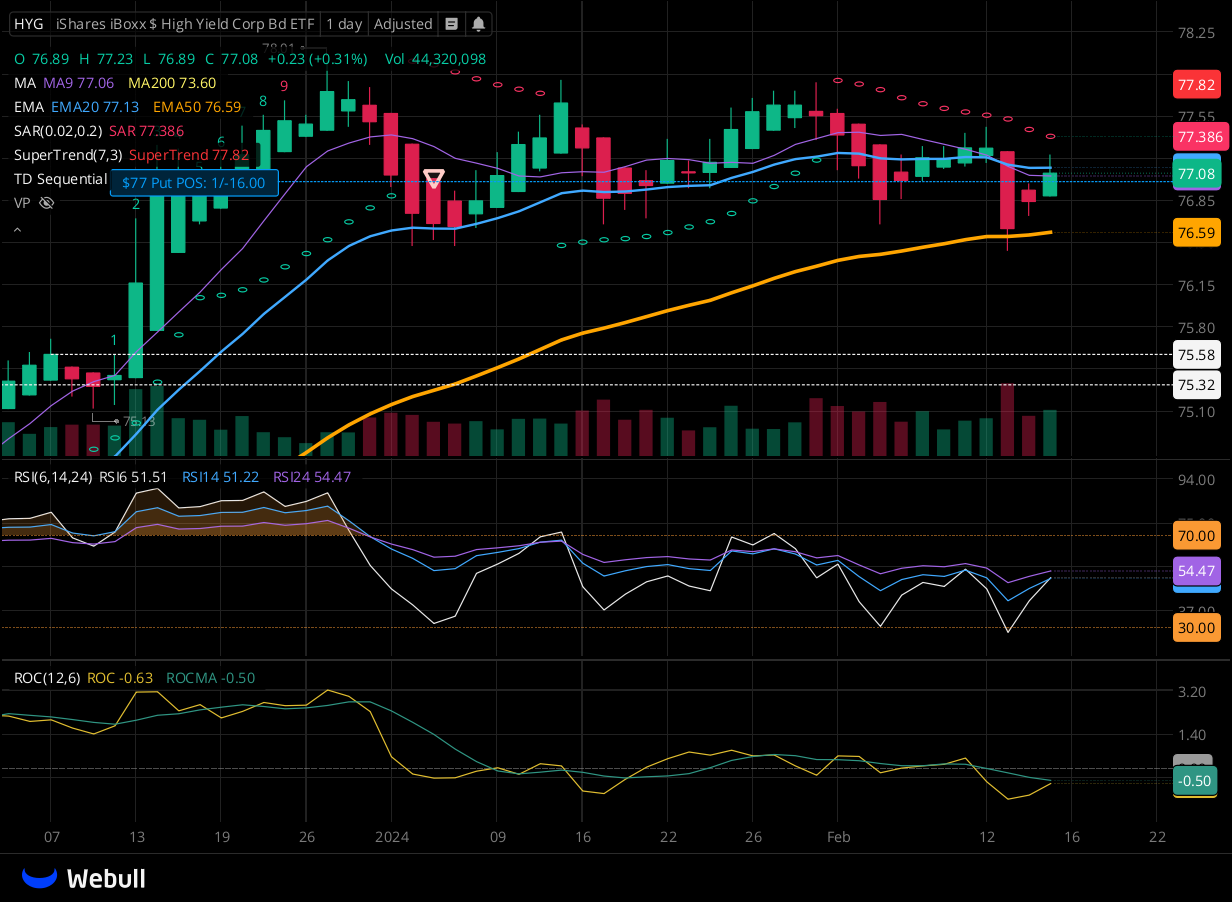 HYG iShares iBoxx $ High Yield Corp Bd ETF 1 day Adjusted
78.25
O 76.89 H 77.23 L 76.89 C 77.08 +0.23 (+0.31%) Vol 44,320,098
MA MA9 77.06 MA200 73.60
9
77.82
8
EMA EMA20 77.13 EMA50 76.59
77.55
SAR(0.02,0.2) SAR 77.386
77.386
6
SuperTrend(7,3) SuperTrend 77.82
TD Sequential
$77 Put POS: 1/-16.00
77.08
VP
2
76.85
76.59
76.15
75.80
1
75.58
75.32
75.10
RSI(6,14,24) RSI6 51.51 RSI14 51.22 RSI24 54.47
94.00
70.00
54.47
37.00
30.00
ROC(12,6) ROC -0.63 ROCMA -0.50
3.20
1.40
-0.50
07 13 19 26 2024 09 16 22 26 Feb 12 16 22
Webull